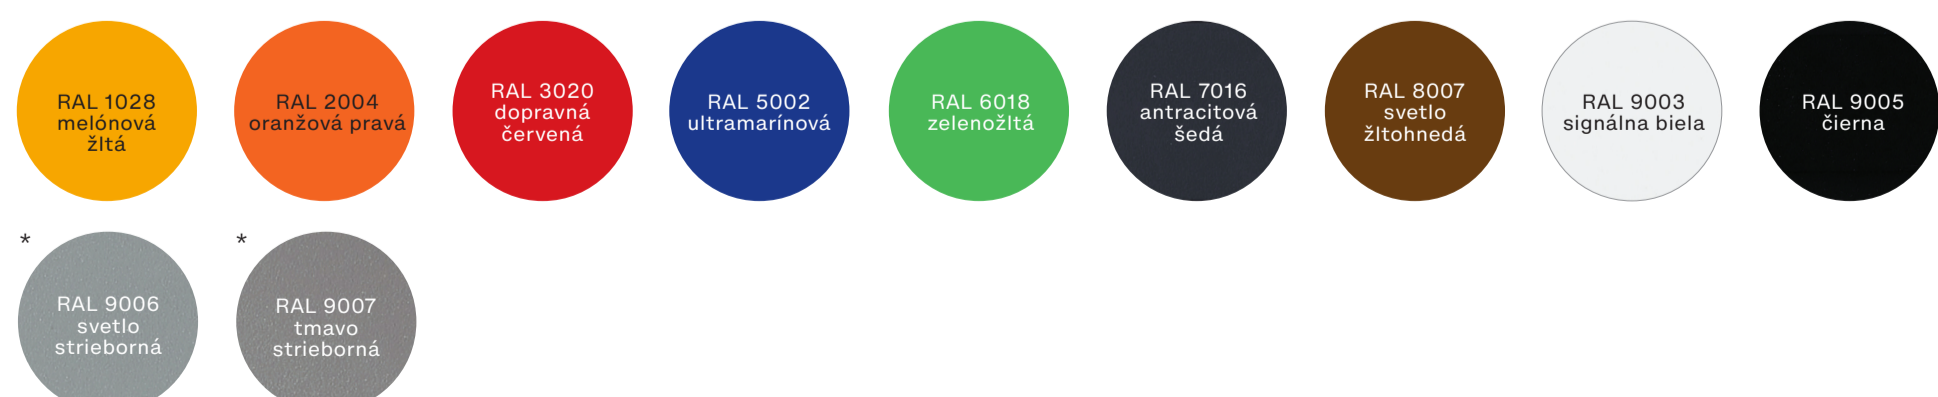 RAL 1028
melónová
žltá
RAL 2004
oranžová pravá
RAL 3020
dopravná
červená
RAL 5002
ultramarínová
RAL 6018
zelenožltá
RAL 7016
antracitová
šedá
RAL 8007
svetlo
žltohnedá
RAL 9003
signálna biela
RAL 9005
čierna
*
RAL 9006
svetlo
strieborná
*
RAL 9007
tmavo
strieborná